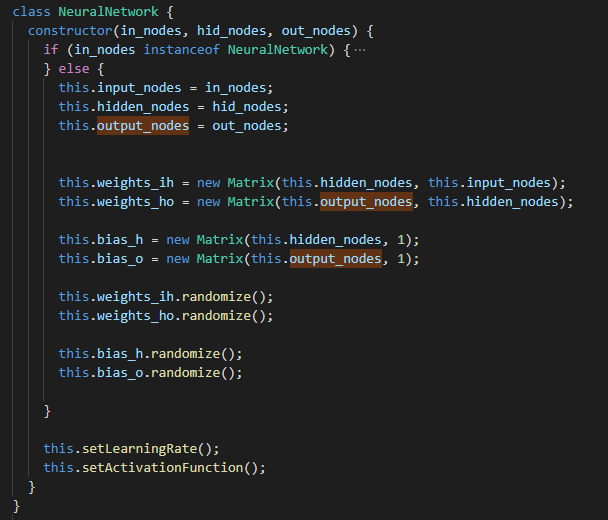 class NeuralNetwork {
constructor(in_nodes, hid_nodes, out_nodes) {
if (in_nodes instanceof NeuralNetwork) {⋯
} else {
this.input_nodes = in_nodes;
this.hidden_nodes = hid_nodes;
this.output_nodes = out_nodes;
this.weights_ih = new Matrix(this.hidden_nodes, this.input_nodes);
this.weights_ho = new Matrix(this.output_nodes, this.hidden_nodes);
this.bias_h = new Matrix(this.hidden_nodes, 1);
this.bias_o = new Matrix(this.output_nodes, 1);
this.weights_ih.randomize();
this.weights_ho.randomize();
this.bias_h.randomize();
this.bias_o.randomize();
}
this.setLearningRate();
this.setActivationFunction();
}
}